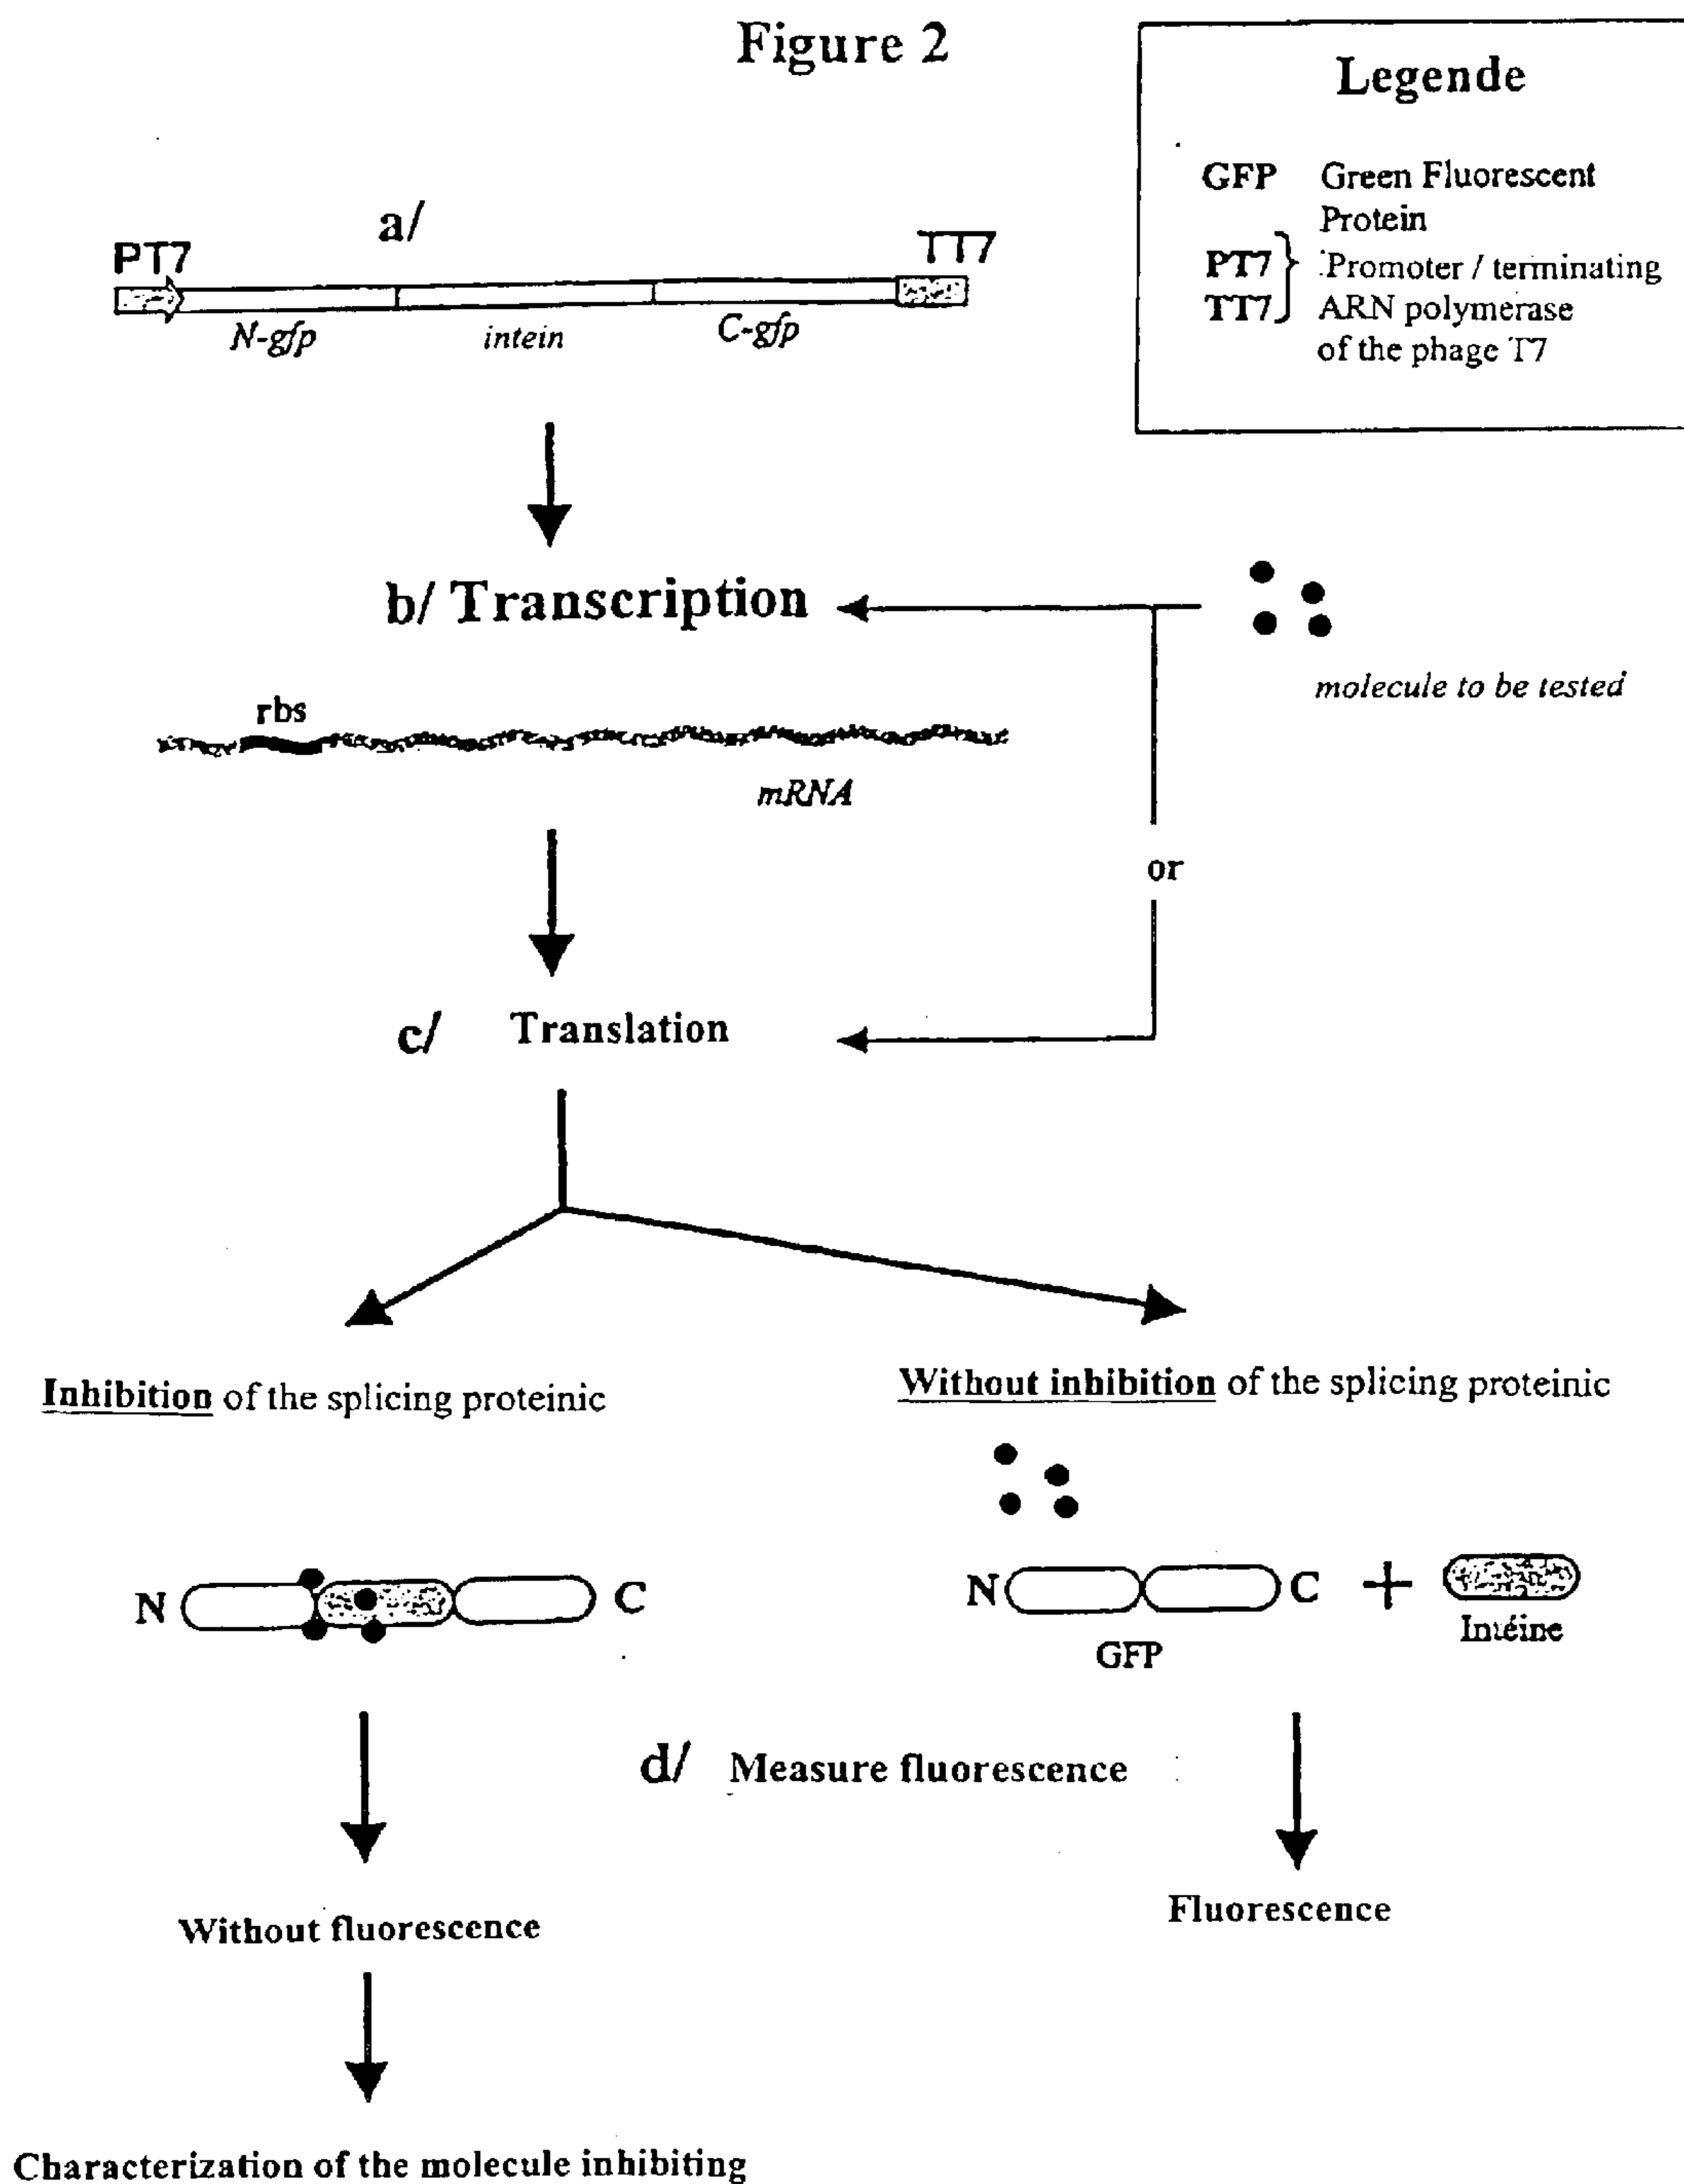 Figure 2
Legende
GFP Green Fluorescent
Protein
PT7 Promoter / terminating
TT7 ARN polymerase
of the phage T7
a/
PT7
TT7
N-gfp
intein
C-gfp
b/ Transcription
molecule to be tested
rbs
mRNA
or
c/ Translation
Inhibition of the splicing proteinic
Without inhibition of the splicing proteinic
N
C
N
C
+
GFP
Intéine
d/ Measure fluorescence
Without fluorescence
Fluorescence
Characterization of the molecule inhibiting